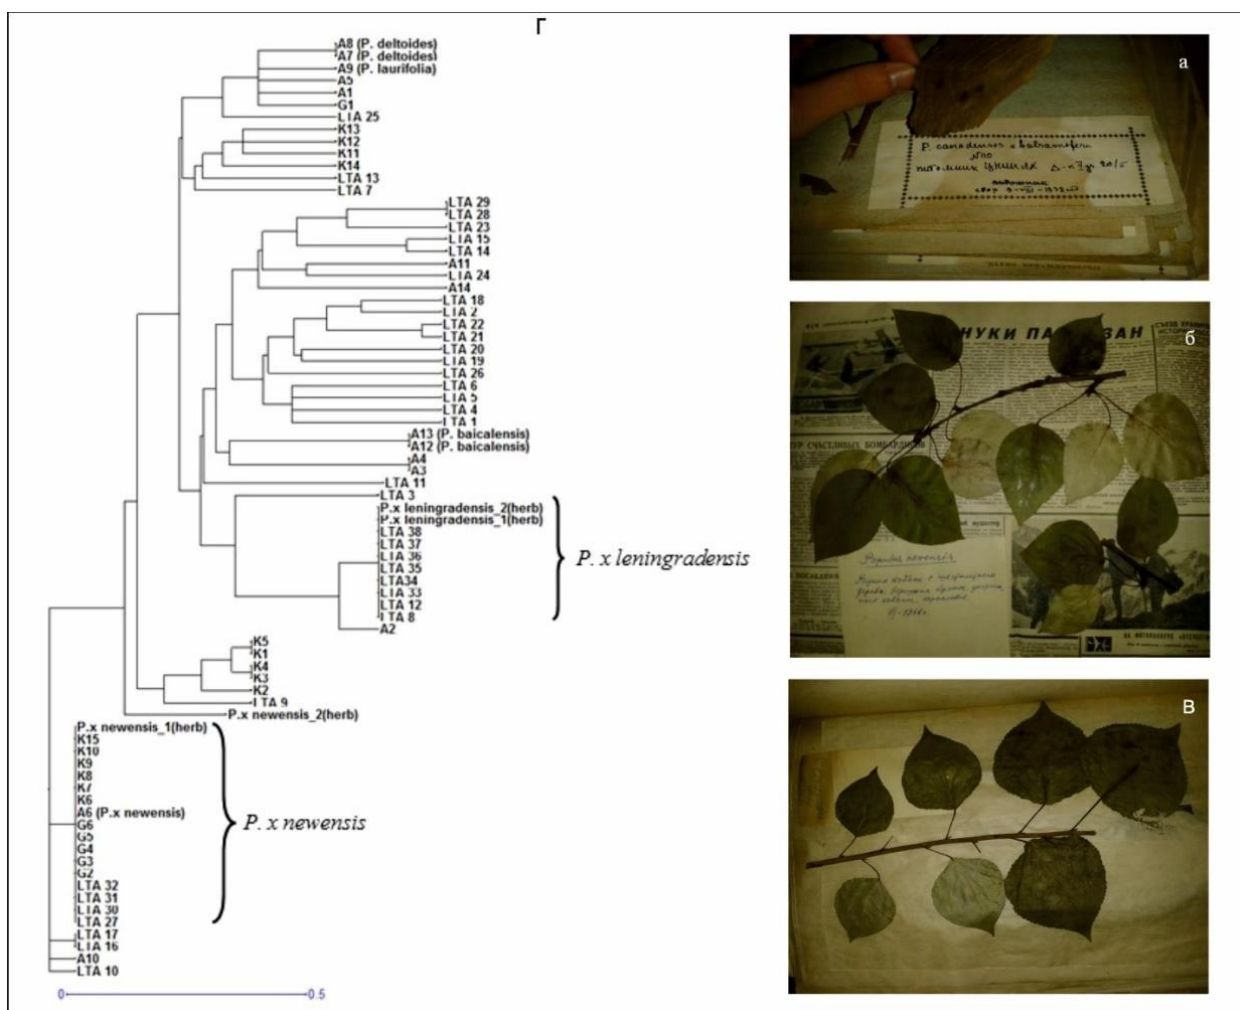 Г
A8 (P. deltoides)
A7 (P. deltoides)
A9 (P. laurifolia)
A5
A1
G1
LTA 25
K13
K12
K11
K14
LTA 13
LTA 7
LTA 29
LTA 28
LTA 23
LTA 15
LTA 14
A11
LTA 24
A14
LTA 18
LTA 2
LTA 22
LTA 21
LTA 20
LTA 19
LTA 26
LTA 6
LTA 5
LTA 4
LTA 1
A13 (P. baicalensis)
A12 (P. baicalensis)
A4
A3
LTA 11
LTA 3
P.x leningradensis_2(herb)
P.x leningradensis_1(herb)
LTA 38
LTA 37
LTA 36
LTA 35
LTA34
LTA 33
LTA 12
LTA 8
A2
P. x leningradensis
K5
K1
K4
K3
K2
LTA 9
P.x newensis_2(herb)
P.x newensis_1(herb)
K15
K10
K9
K8
K7
K6
A6 (P.x newensis)
G6
G5
G4
G3
G2
LTA 32
LTA 31
LTA 30
LTA 27
P. x newensis
LTA 17
LTA 16
A10
LTA 10
0 0.5
а
P. canadensis x balsamifera
питомник ЦНИИЛХ
б
НУКИ ПА ЗАН
СЧАСТЛИВЫХ
Populus newensis
в